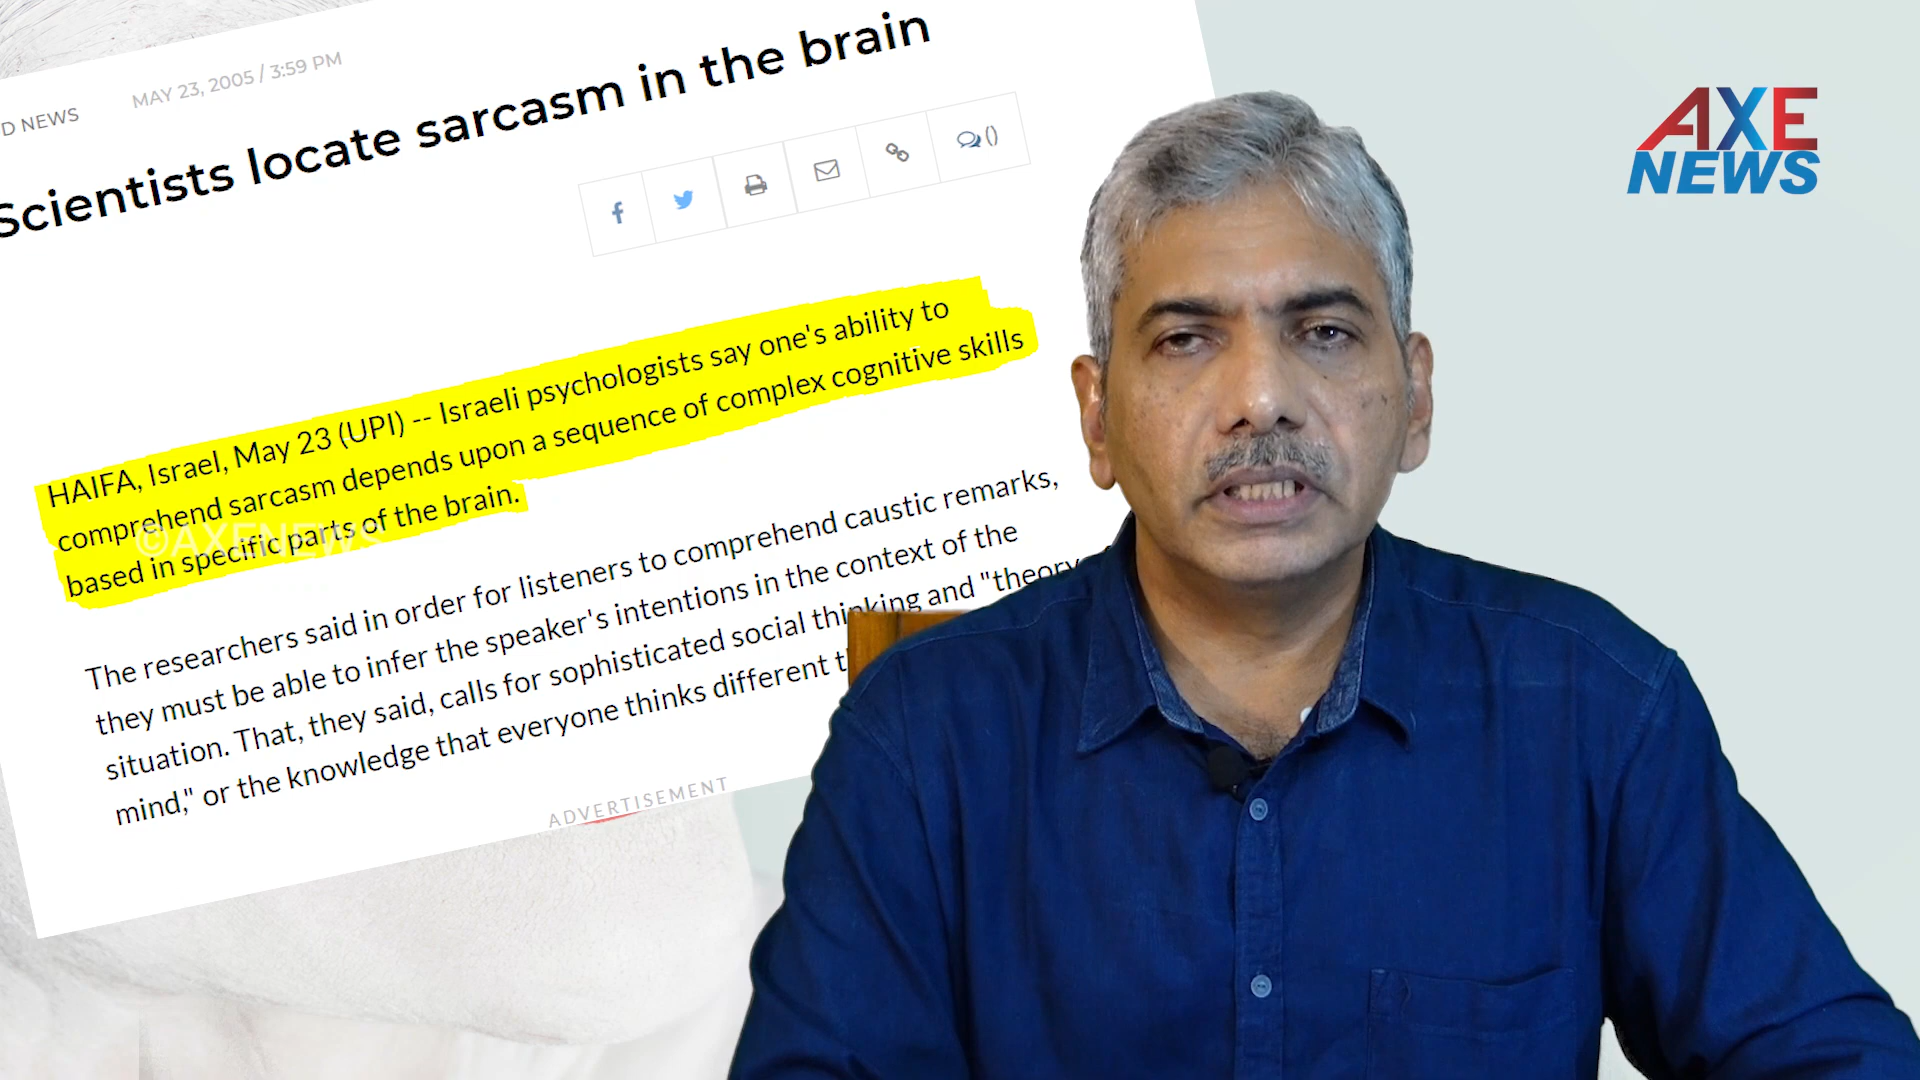 MAY 23, 2005 / 3:59 PM
D NEWS
Scientists locate sarcasm in the brain
()
AXE
NEWS
HAIFA, Israel, May 23 (UPI) -- Israeli psychologists say one's ability to
comprehend sarcasm depends upon a sequence of complex cognitive skills
based in specific parts of the brain.
©AXENEWS
The researchers said in order for listeners to comprehend caustic remarks,
they must be able to infer the speaker's intentions in the context of the
situation. That, they said, calls for sophisticated social thinking and "theory
mind," or the knowledge that everyone thinks different t
ADVERTISEMENT